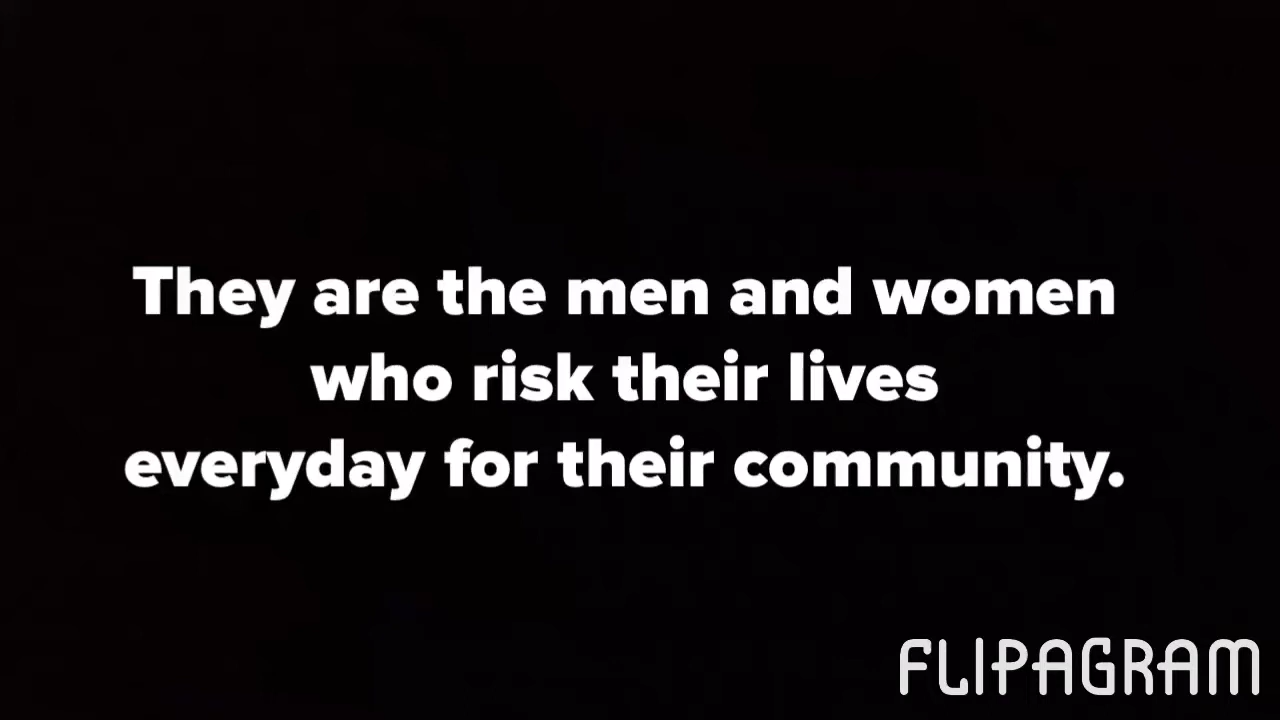 They are the men and women
who risk their lives
everyday for their community.
FLIPAGRAM